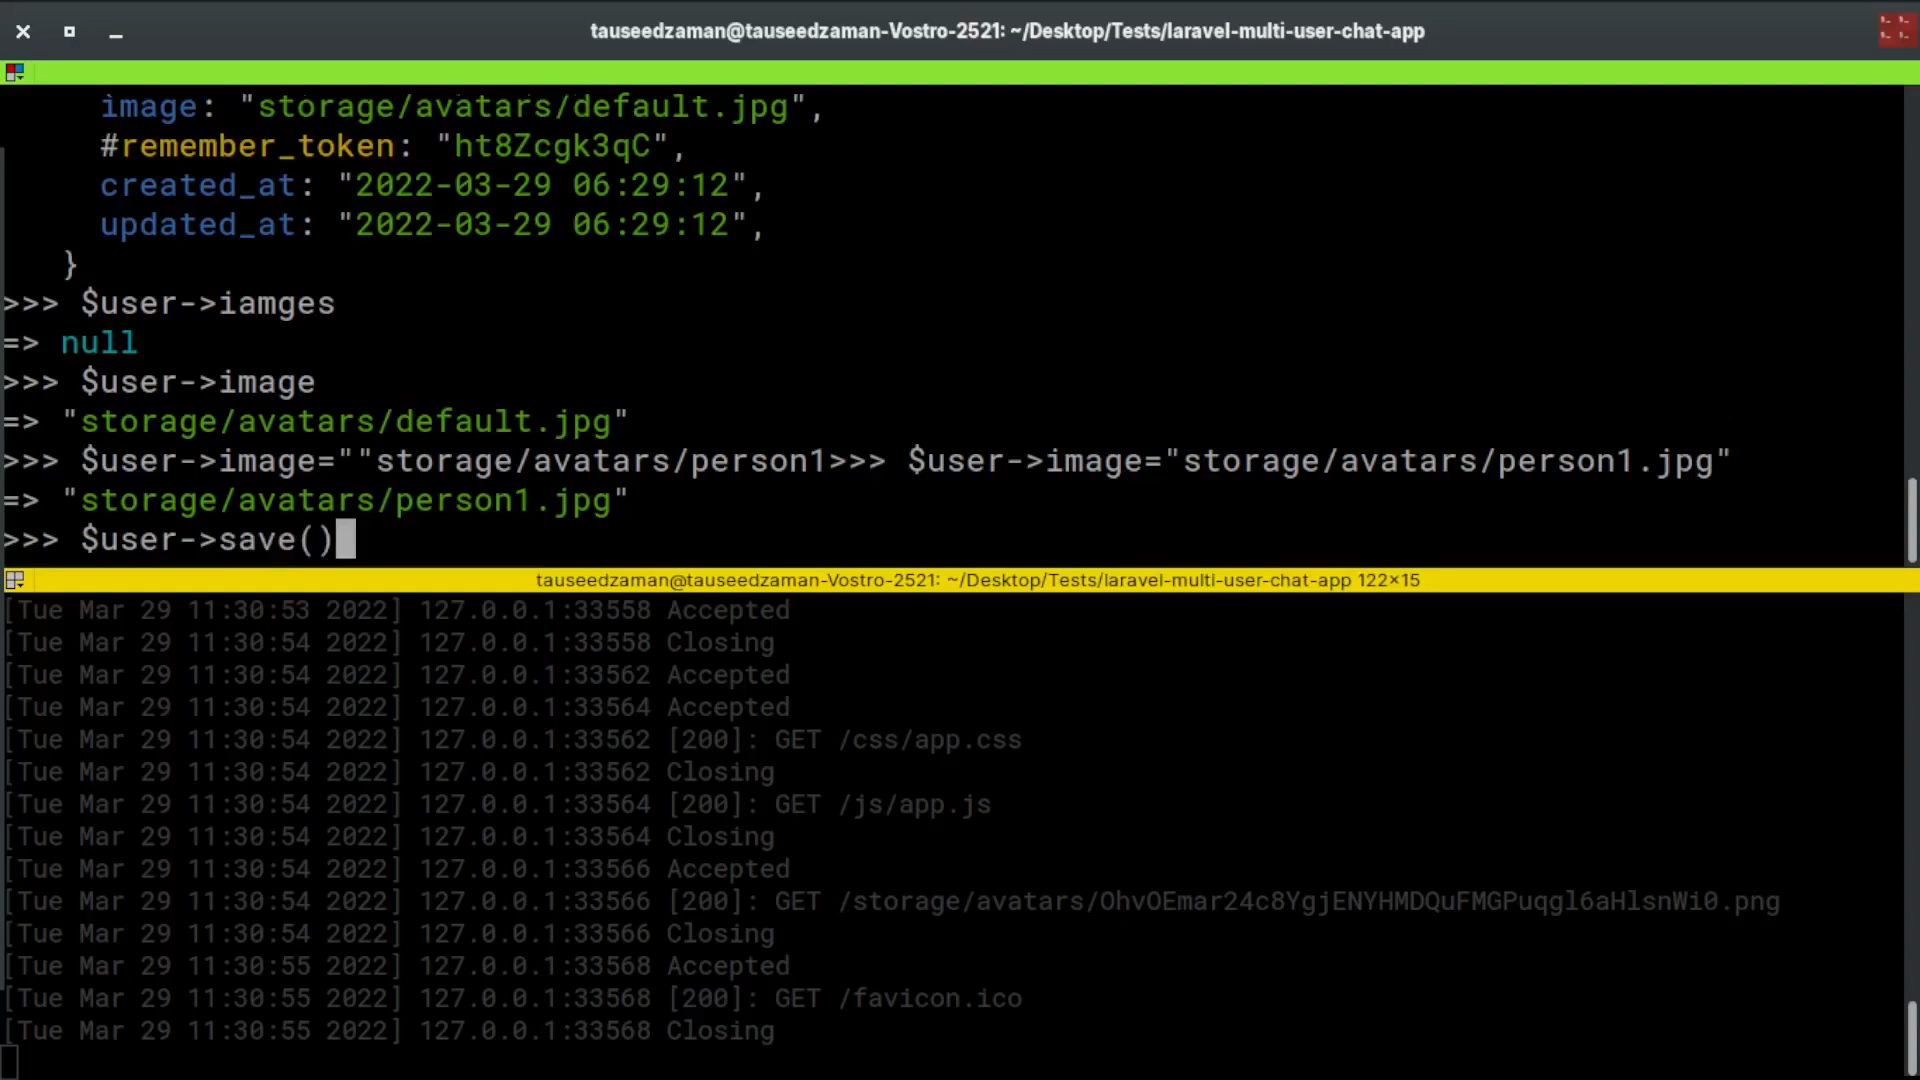 tauseedzaman@tauseedzaman-Vostro-2521: ~/Desktop/Tests/laravel-multi-user-chat-app
image: "storage/avatars/default.jpg",
#remember_token: "ht8Zcgk3qC",
created_at: "2022-03-29 06:29:12",
updated_at: "2022-03-29 06:29:12",
}
>>> $user->iamges
=> null
>>> $user->image
=> "storage/avatars/default.jpg"
>>> $user->image=""storage/avatars/person1>>> $user->image="storage/avatars/person1.jpg"
=> "storage/avatars/person1.jpg"
>>> $user->save()
tauseedzaman@tauseedzaman-Vostro-2521: ~/Desktop/Tests/laravel-multi-user-chat-app 122×15
[Tue Mar 29 11:30:53 2022] 127.0.0.1:33558 Accepted
[Tue Mar 29 11:30:54 2022] 127.0.0.1:33558 Closing
[Tue Mar 29 11:30:54 2022] 127.0.0.1:33562 Accepted
[Tue Mar 29 11:30:54 2022] 127.0.0.1:33564 Accepted
[Tue Mar 29 11:30:54 2022] 127.0.0.1:33562 [200]: GET /css/app.css
[Tue Mar 29 11:30:54 2022] 127.0.0.1:33562 Closing
[Tue Mar 29 11:30:54 2022] 127.0.0.1:33564 [200]: GET /js/app.js
[Tue Mar 29 11:30:54 2022] 127.0.0.1:33564 Closing
[Tue Mar 29 11:30:54 2022] 127.0.0.1:33566 Accepted
[Tue Mar 29 11:30:54 2022] 127.0.0.1:33566 [200]: GET /storage/avatars/OhvOEmar24c8YgjENYHMDQuFMGPuqgl6aHlsnWi0.png
[Tue Mar 29 11:30:54 2022] 127.0.0.1:33566 Closing
[Tue Mar 29 11:30:55 2022] 127.0.0.1:33568 Accepted
[Tue Mar 29 11:30:55 2022] 127.0.0.1:33568 [200]: GET /favicon.ico
[Tue Mar 29 11:30:55 2022] 127.0.0.1:33568 Closing